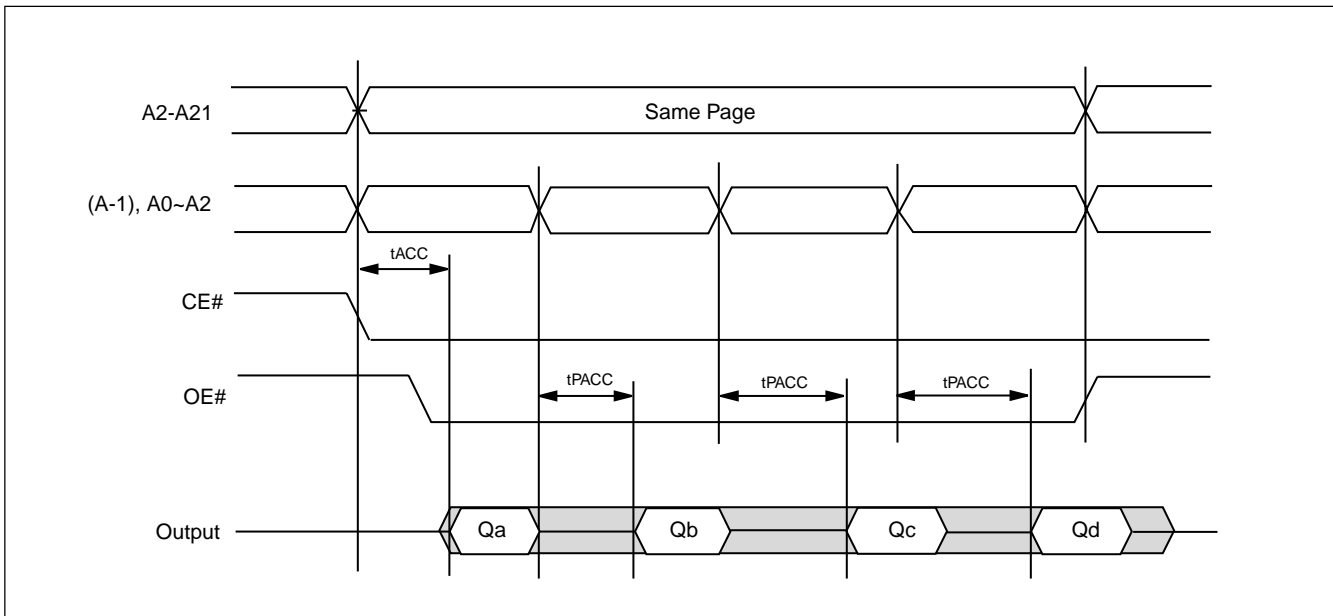 A2-A21
Same Page
(A-1), A0~A2
tACC
CE#
tPACC tPACC tPACC
OE#
Output Qa Qb Qc Qd